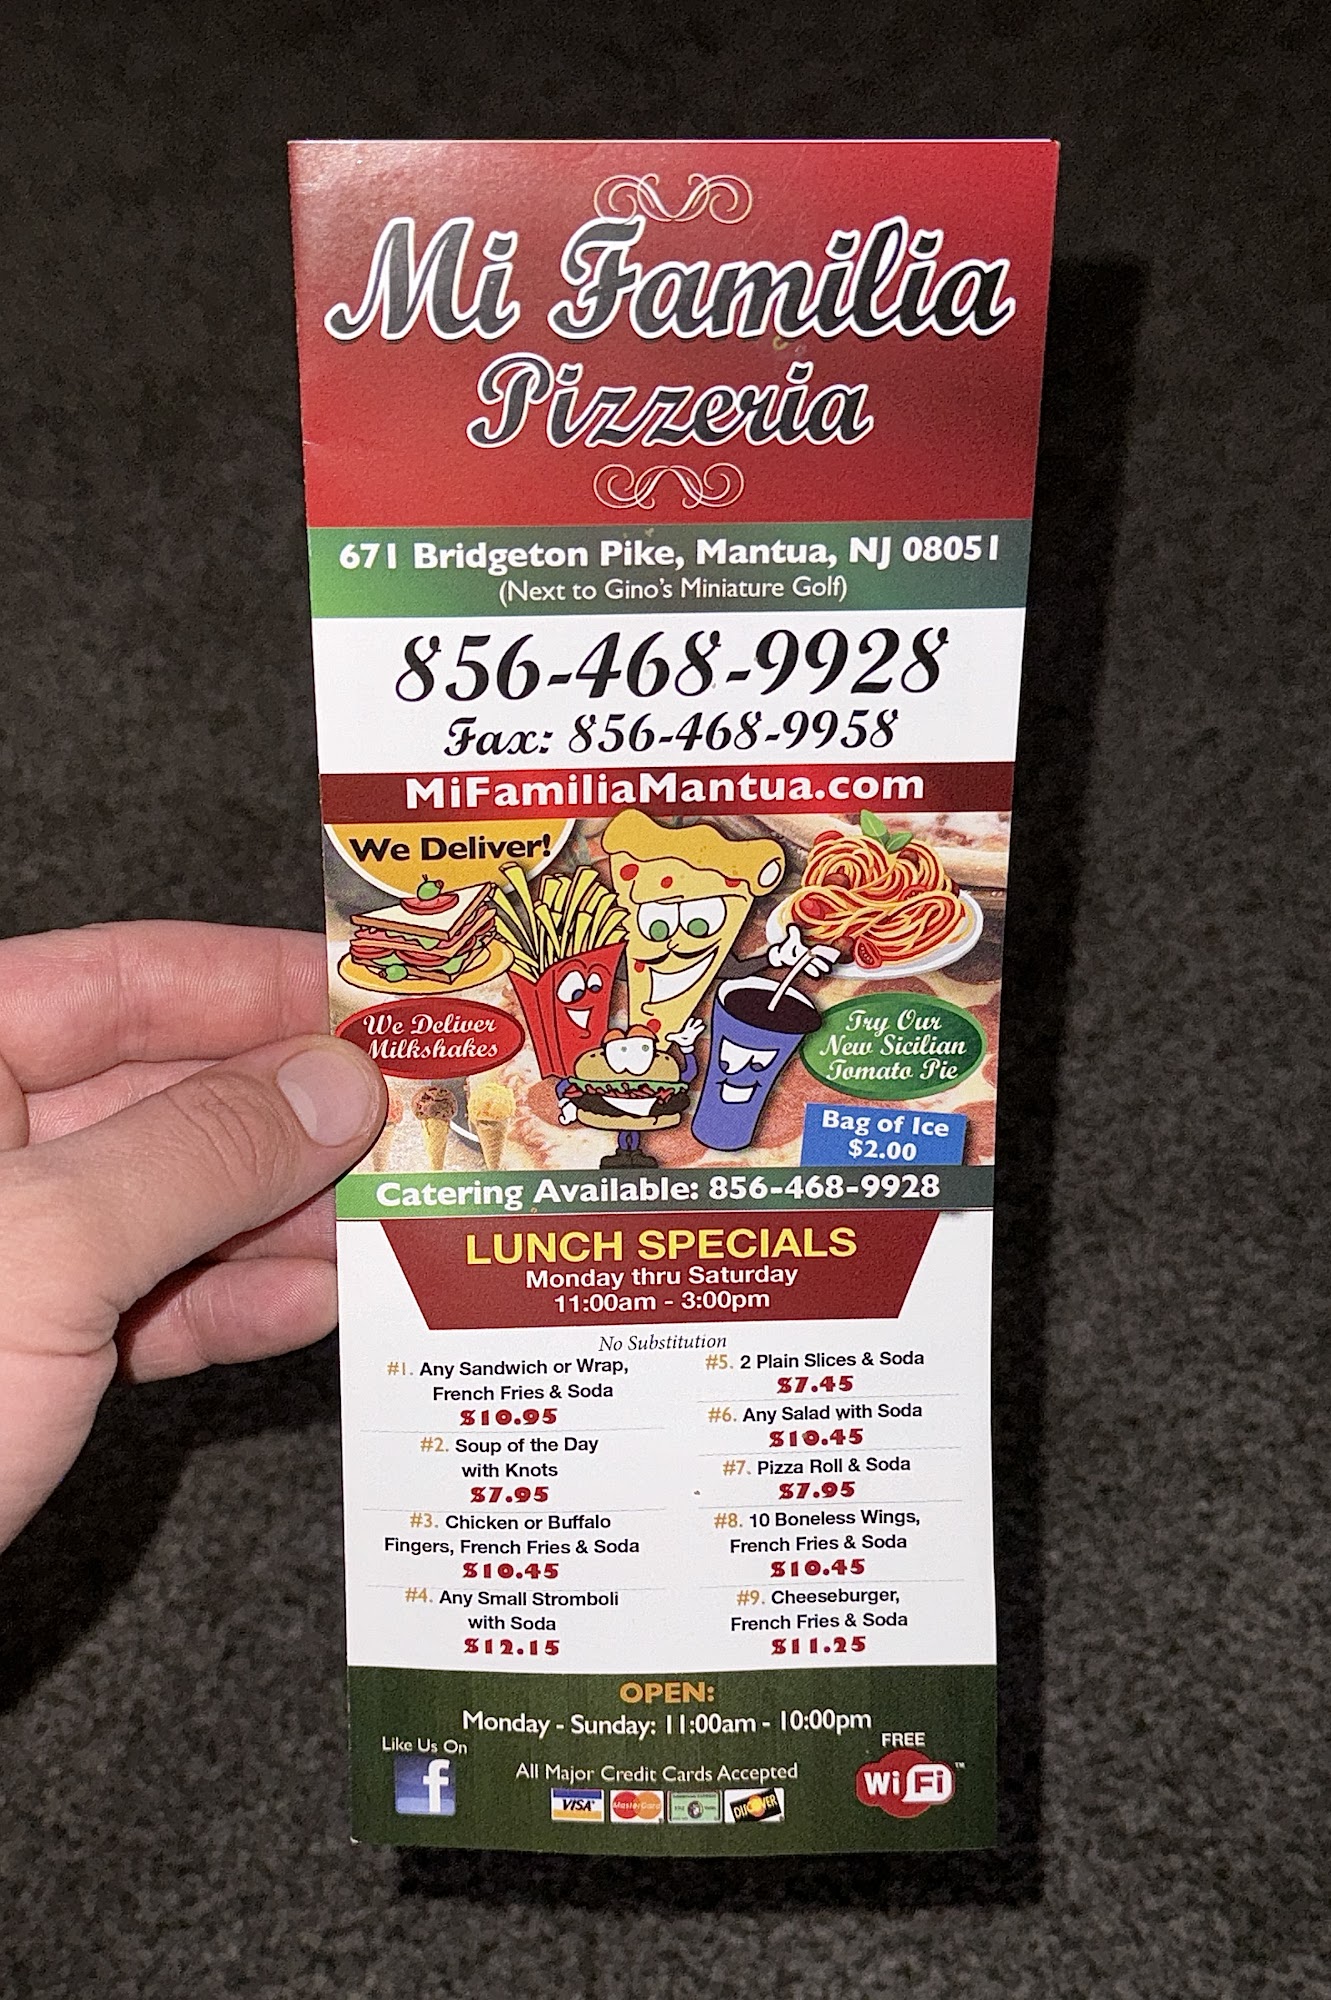 Mi Familia
Pizzeria
671 Bridgeton Pike, Mantua, NJ 08051
(Next to Gino's Miniature Golf)
856-468-9928
Fax: 856-468-9958
MiFamiliaMantua.com
We Deliver!
We Deliver
Milkshakes
Try Our
New Sicilian
Tomato Pie
Bag of Ice
$2.00
Catering Available: 856-468-9928
LUNCH SPECIALS
Monday thru Saturday
11:00am - 3:00pm
No Substitution
#1. Any Sandwich or Wrap,
French Fries & Soda
$10.95
#2. Soup of the Day
with Knots
$7.95
#3. Chicken or Buffalo
Fingers, French Fries & Soda
$10.45
#4. Any Small Stromboli
with Soda
$12.15
#5. 2 Plain Slices & Soda
$7.45
#6. Any Salad with Soda
$10.45
#7. Pizza Roll & Soda
$7.95
#8. 10 Boneless Wings,
French Fries & Soda
$10.45
#9. Cheeseburger,
French Fries & Soda
$11.25
OPEN:
Monday - Sunday: 11:00am - 10:00pm
Like Us On
f
All Major Credit Cards Accepted
VISA MasterCard DISCOVER
FREE
Wi Fi™